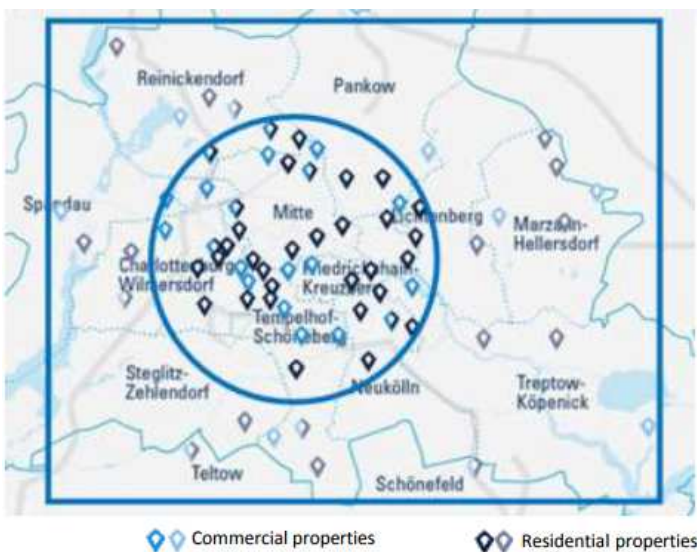 Reinickendorf
Pankow
Spandau
Mitte
Lichtenberg
Marzahn-
Hellersdorf
Charlottenburg
Wilmersdorf
Friedrichshain-
Kreuzberg
Tempelhof-
Schöneberg
Steglitz-
Zehlendorf
Neukölln
Treptow-
Köpenick
Teltow
Schönefeld
Commercial properties
Residential properties